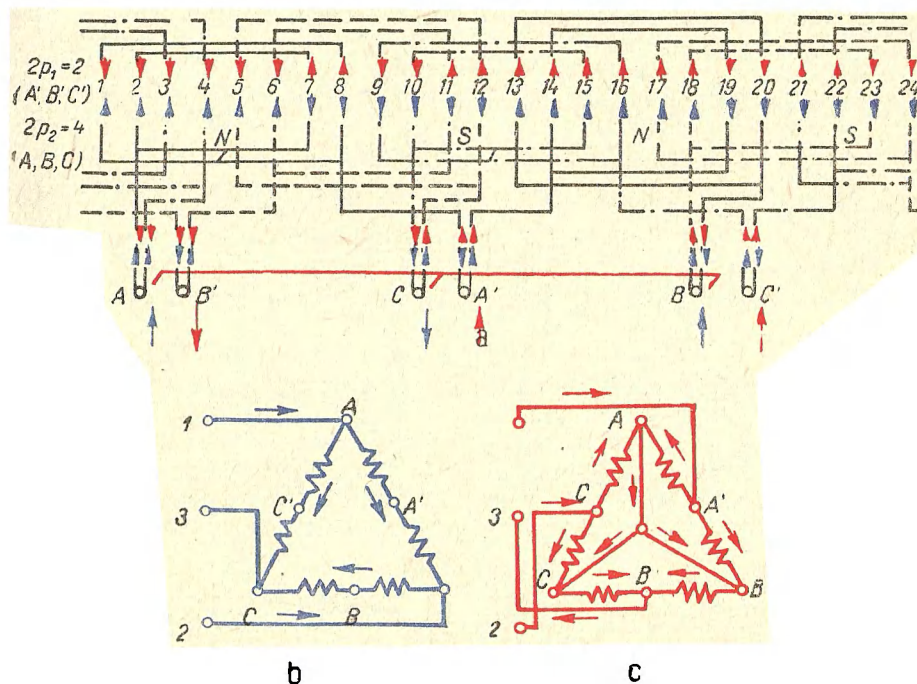 2p₁=2
1 2 3 4 5 6 7 8 9 10 11 12 13 14 15 16 17 18 19 20 21 22 23 24
(A',B',C')
2p₂=4
N S N S
(A,B,C)
A B' C A' B C'
a
A A
1
C' A' C A'
3 3
C B C B B
2 2
b c